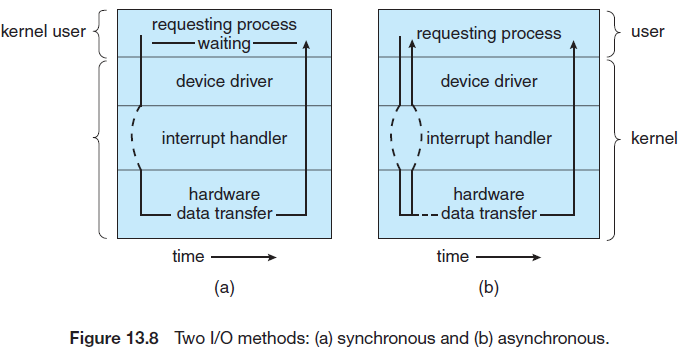 kernel user
requesting process
waiting
device driver
interrupt handler
hardware
data transfer
time
(a)
requesting process
user
device driver
interrupt handler
kernel
hardware
data transfer
time
(b)
Figure 13.8 Two I/O methods: (a) synchronous and (b) asynchronous.